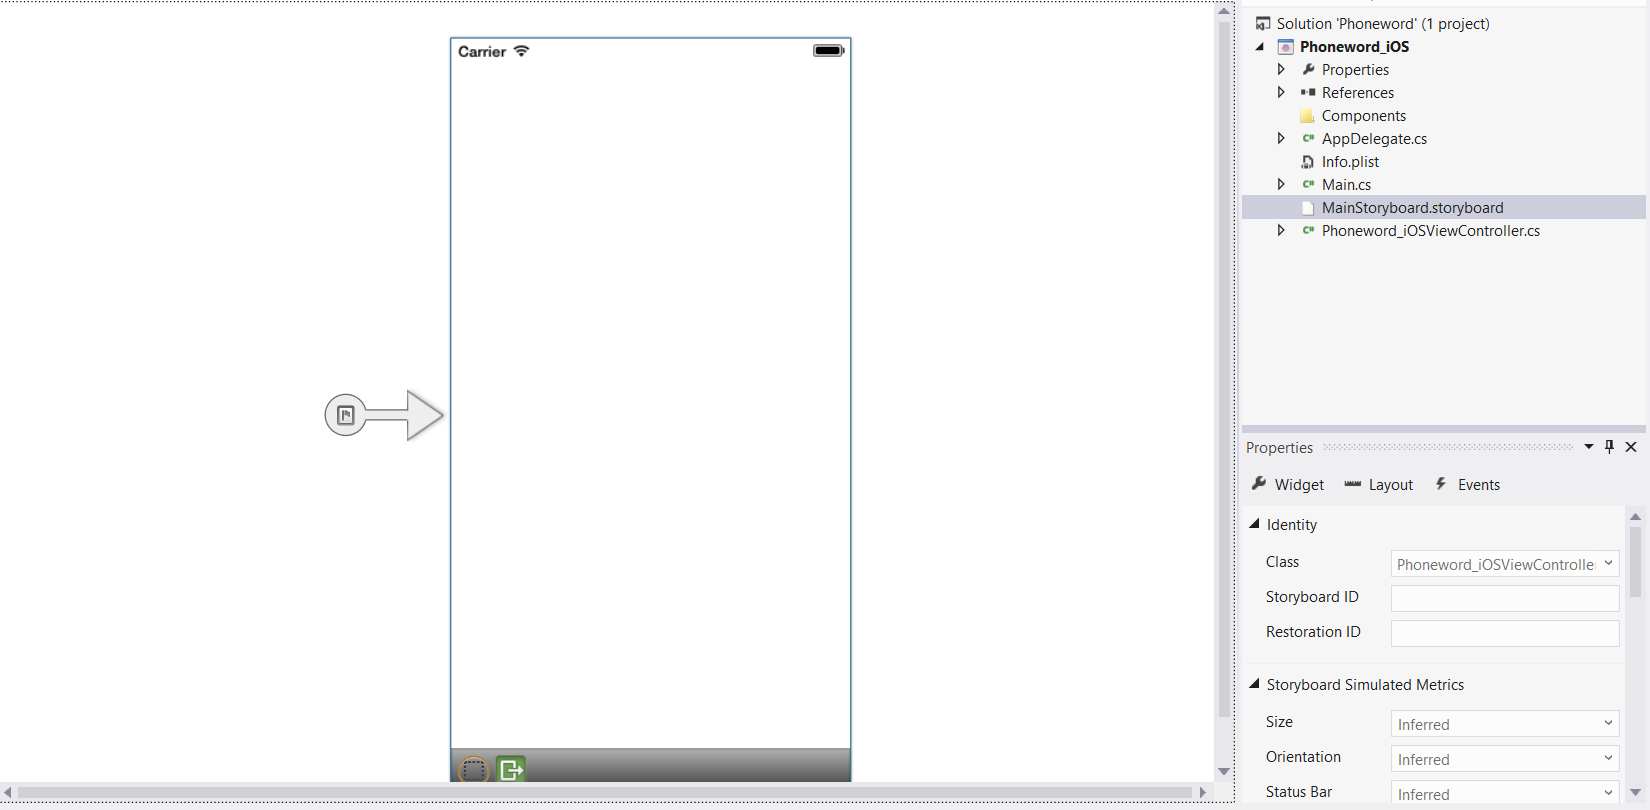 Carrier
Solution 'Phoneword' (1 project)
Phoneword_iOS
Properties
References
Components
C# AppDelegate.cs
Info.plist
C# Main.cs
MainStoryboard.storyboard
C# Phoneword_iOSViewController.cs
Properties
Widget Layout Events
Identity
Class Phoneword_iOSViewControlle
Storyboard ID
Restoration ID
Storyboard Simulated Metrics
Size Inferred
Orientation Inferred
Status Bar Inferred